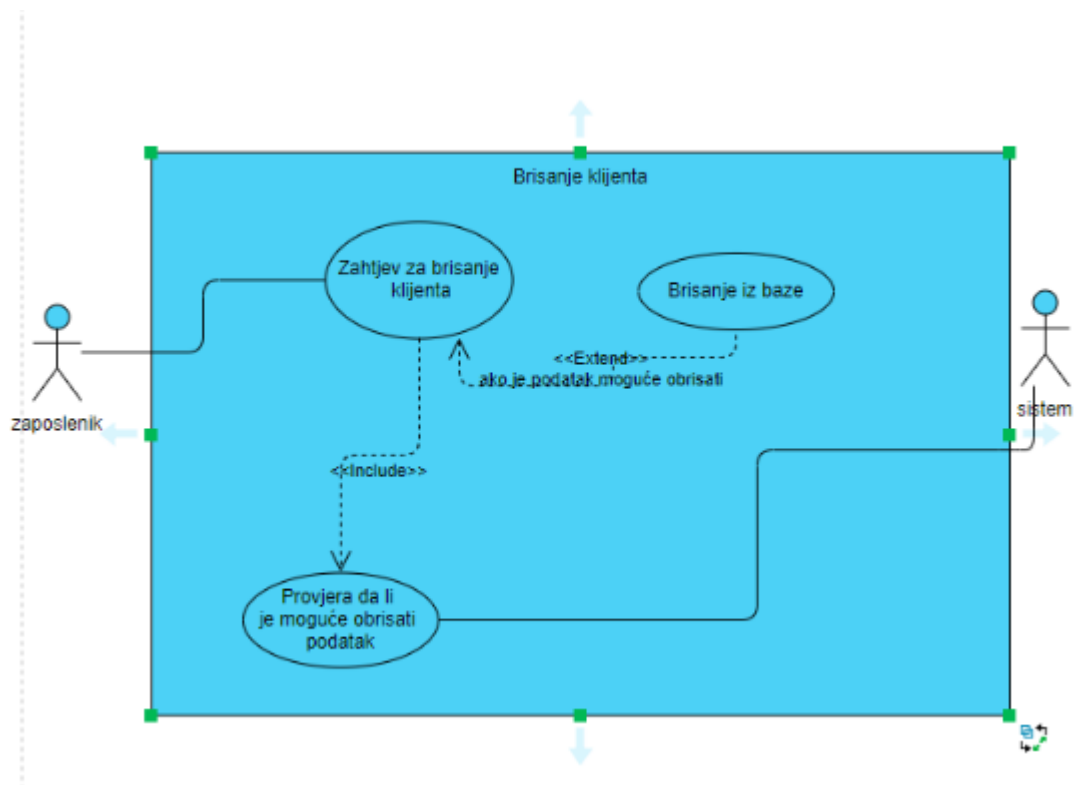 Brisanje klijenta
Zahtjev za brisanje
klijenta
Brisanje iz baze
<<Extend>>
ako je podatak moguće obrisati
zaposlenik
sistem
<<Include>>
Provjera da li
je moguće obrisati
podatak